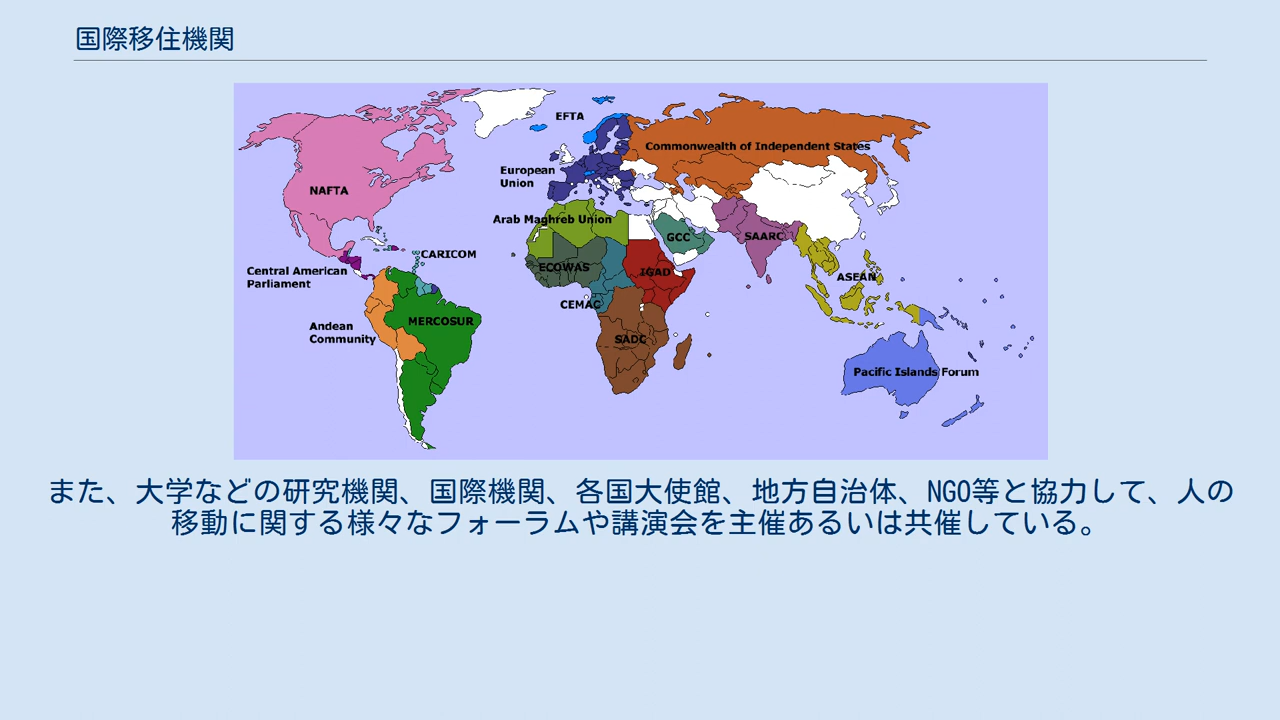 国際移住機関
EFTA
Commonwealth of Independent States
European
Union
NAFTA
Arab Maghreb Union
GCC
SAARC
CARICOM
Central American
Parliament
ECOWAS
IGAD
ASEAN
CEMAC
MERCOSUR
Andean
Community
SADC
Pacific Islands Forum
また、大学などの研究機関、国際機関、各国大使館、地方自治体、NGO等と協力して、人の
移動に関する様々なフォーラムや講演会を主催あるいは共催している。